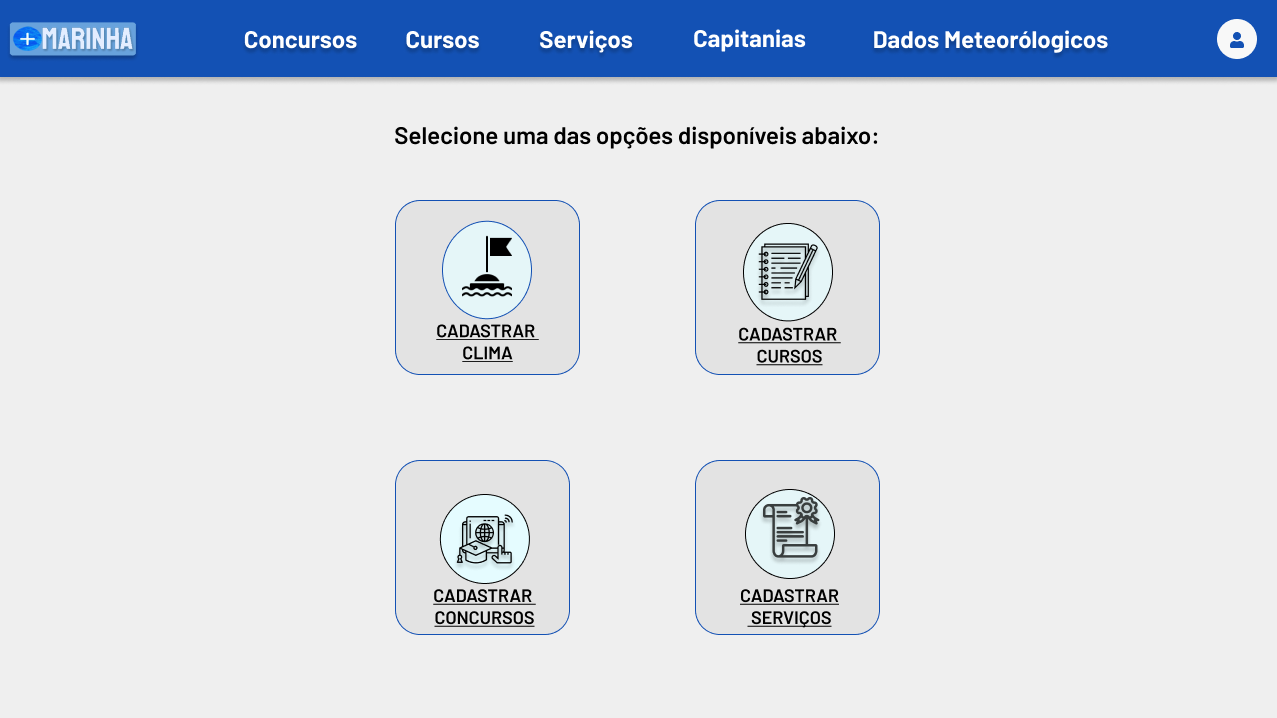 +MARINHA
Concursos Cursos Serviços Capitanias Dados Meteorólogicos
Selecione uma das opções disponíveis abaixo:
CADASTRAR
CLIMA
CADASTRAR
CURSOS
CADASTRAR
CONCURSOS
CADASTRAR
SERVIÇOS